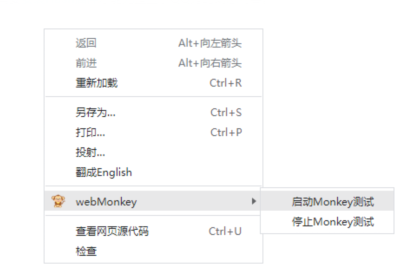 返回 Alt+向左箭头
前进 Alt+向右箭头
重新加载 Ctrl+R
另存为... Ctrl+S
打印... Ctrl+P
投射...
翻成English
webMonkey 启动Monkey测试
停止Monkey测试
查看网页源代码 Ctrl+U
检查